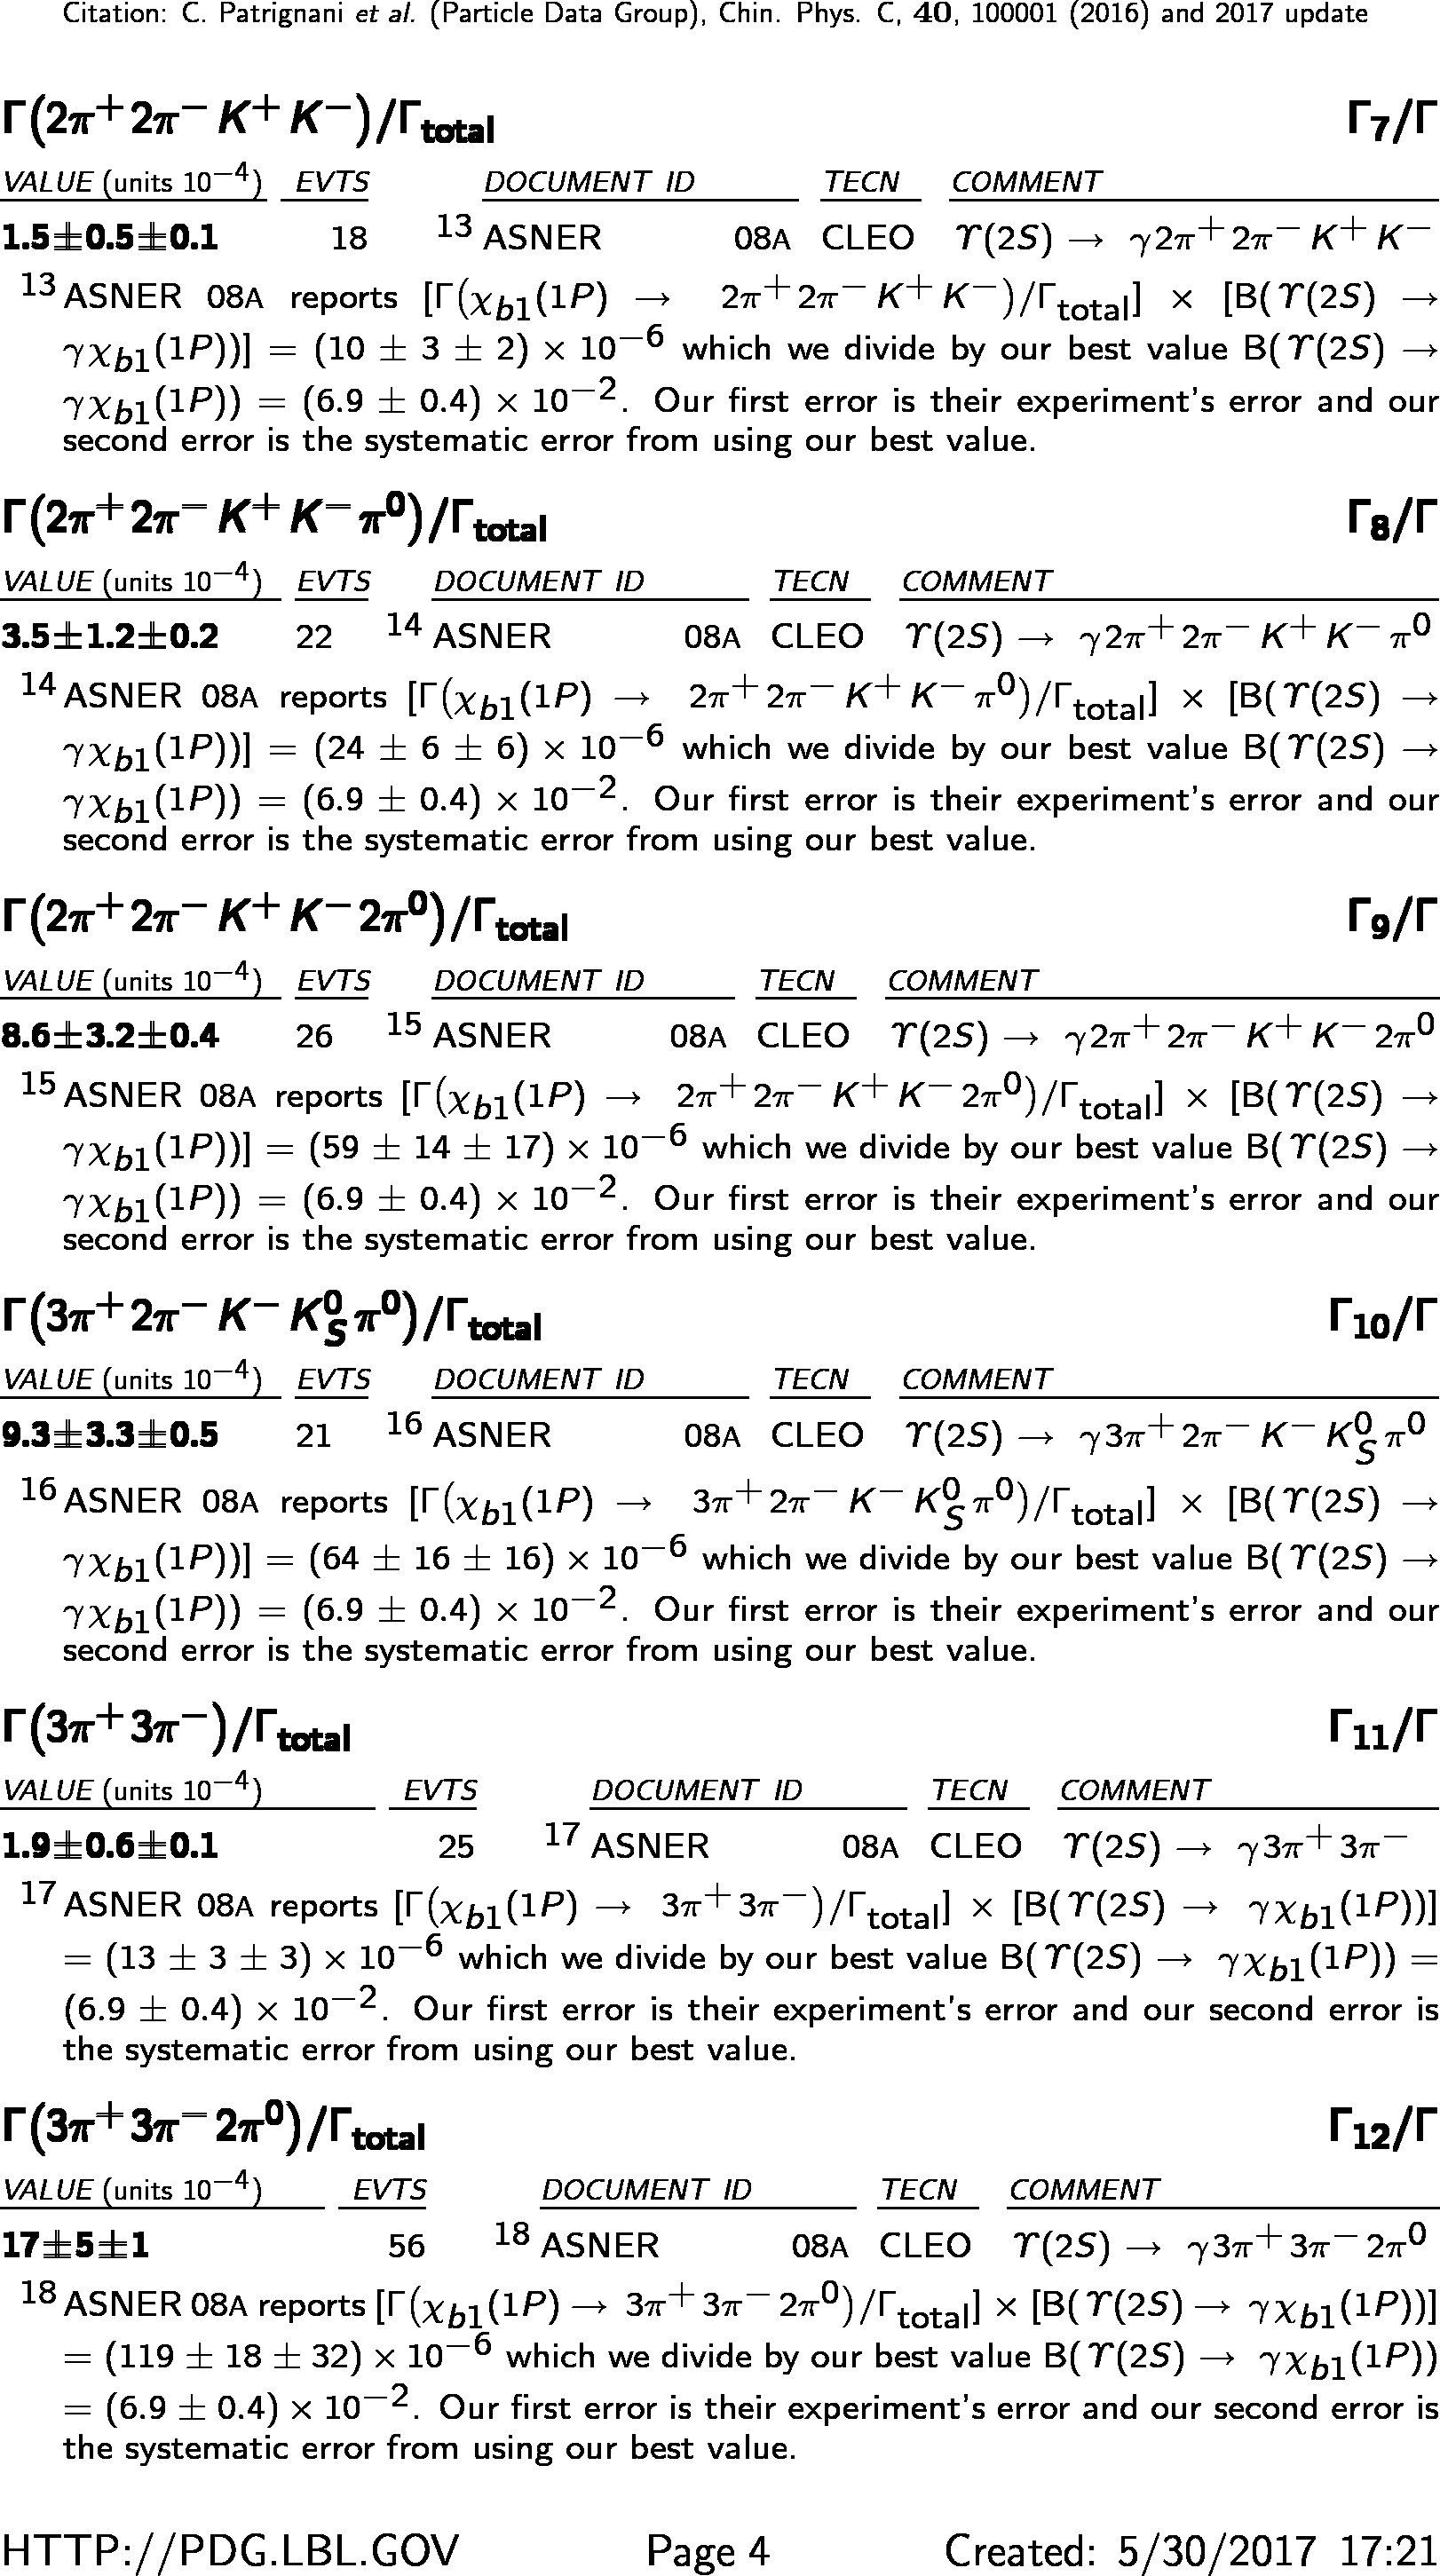 Citation: C. Patrignani et al. (Particle Data Group), Chin. Phys. C, 40, 100001 (2016) and 2017 update
Γ(2π⁺2π⁻K⁺K⁻)/Γtotal Γ7/Γ
VALUE (units 10⁻⁴) EVTS DOCUMENT ID TECN COMMENT
1.5±0.5±0.1 18 ¹³ ASNER 08A CLEO ϒ(2S) → γ2π⁺2π⁻K⁺K⁻
¹³ ASNER 08A reports [Γ(χb1(1P) → 2π⁺2π⁻K⁺K⁻)/Γtotal] × [B(ϒ(2S) →
γχb1(1P))] = (10 ± 3 ± 2) × 10⁻⁶ which we divide by our best value B(ϒ(2S) →
γχb1(1P)) = (6.9 ± 0.4) × 10⁻². Our first error is their experiment's error and our
second error is the systematic error from using our best value.
Γ(2π⁺2π⁻K⁺K⁻π⁰)/Γtotal Γ8/Γ
VALUE (units 10⁻⁴) EVTS DOCUMENT ID TECN COMMENT
3.5±1.2±0.2 22 ¹⁴ ASNER 08A CLEO ϒ(2S) → γ2π⁺2π⁻K⁺K⁻π⁰
¹⁴ ASNER 08A reports [Γ(χb1(1P) → 2π⁺2π⁻K⁺K⁻π⁰)/Γtotal] × [B(ϒ(2S) →
γχb1(1P))] = (24 ± 6 ± 6) × 10⁻⁶ which we divide by our best value B(ϒ(2S) →
γχb1(1P)) = (6.9 ± 0.4) × 10⁻². Our first error is their experiment's error and our
second error is the systematic error from using our best value.
Γ(2π⁺2π⁻K⁺K⁻2π⁰)/Γtotal Γ9/Γ
VALUE (units 10⁻⁴) EVTS DOCUMENT ID TECN COMMENT
8.6±3.2±0.4 26 ¹⁵ ASNER 08A CLEO ϒ(2S) → γ2π⁺2π⁻K⁺K⁻2π⁰
¹⁵ ASNER 08A reports [Γ(χb1(1P) → 2π⁺2π⁻K⁺K⁻2π⁰)/Γtotal] × [B(ϒ(2S) →
γχb1(1P))] = (59 ± 14 ± 17) × 10⁻⁶ which we divide by our best value B(ϒ(2S) →
γχb1(1P)) = (6.9 ± 0.4) × 10⁻². Our first error is their experiment's error and our
second error is the systematic error from using our best value.
Γ(3π⁺2π⁻K⁻K⁰Sπ⁰)/Γtotal Γ10/Γ
VALUE (units 10⁻⁴) EVTS DOCUMENT ID TECN COMMENT
9.3±3.3±0.5 21 ¹⁶ ASNER 08A CLEO ϒ(2S) → γ3π⁺2π⁻K⁻K⁰Sπ⁰
¹⁶ ASNER 08A reports [Γ(χb1(1P) → 3π⁺2π⁻K⁻K⁰Sπ⁰)/Γtotal] × [B(ϒ(2S) →
γχb1(1P))] = (64 ± 16 ± 16) × 10⁻⁶ which we divide by our best value B(ϒ(2S) →
γχb1(1P)) = (6.9 ± 0.4) × 10⁻². Our first error is their experiment's error and our
second error is the systematic error from using our best value.
Γ(3π⁺3π⁻)/Γtotal Γ11/Γ
VALUE (units 10⁻⁴) EVTS DOCUMENT ID TECN COMMENT
1.9±0.6±0.1 25 ¹⁷ ASNER 08A CLEO ϒ(2S) → γ3π⁺3π⁻
¹⁷ ASNER 08A reports [Γ(χb1(1P) → 3π⁺3π⁻)/Γtotal] × [B(ϒ(2S) → γχb1(1P))]
= (13 ± 3 ± 3) × 10⁻⁶ which we divide by our best value B(ϒ(2S) → γχb1(1P)) =
(6.9 ± 0.4) × 10⁻². Our first error is their experiment's error and our second error is
the systematic error from using our best value.
Γ(3π⁺3π⁻2π⁰)/Γtotal Γ12/Γ
VALUE (units 10⁻⁴) EVTS DOCUMENT ID TECN COMMENT
17±5±1 56 ¹⁸ ASNER 08A CLEO ϒ(2S) → γ3π⁺3π⁻2π⁰
¹⁸ ASNER 08A reports [Γ(χb1(1P) → 3π⁺3π⁻2π⁰)/Γtotal] × [B(ϒ(2S) → γχb1(1P))]
= (119 ± 18 ± 32) × 10⁻⁶ which we divide by our best value B(ϒ(2S) → γχb1(1P))
= (6.9 ± 0.4) × 10⁻². Our first error is their experiment's error and our second error is
the systematic error from using our best value.
HTTP://PDG.LBL.GOV Page 4 Created: 5/30/2017 17:21